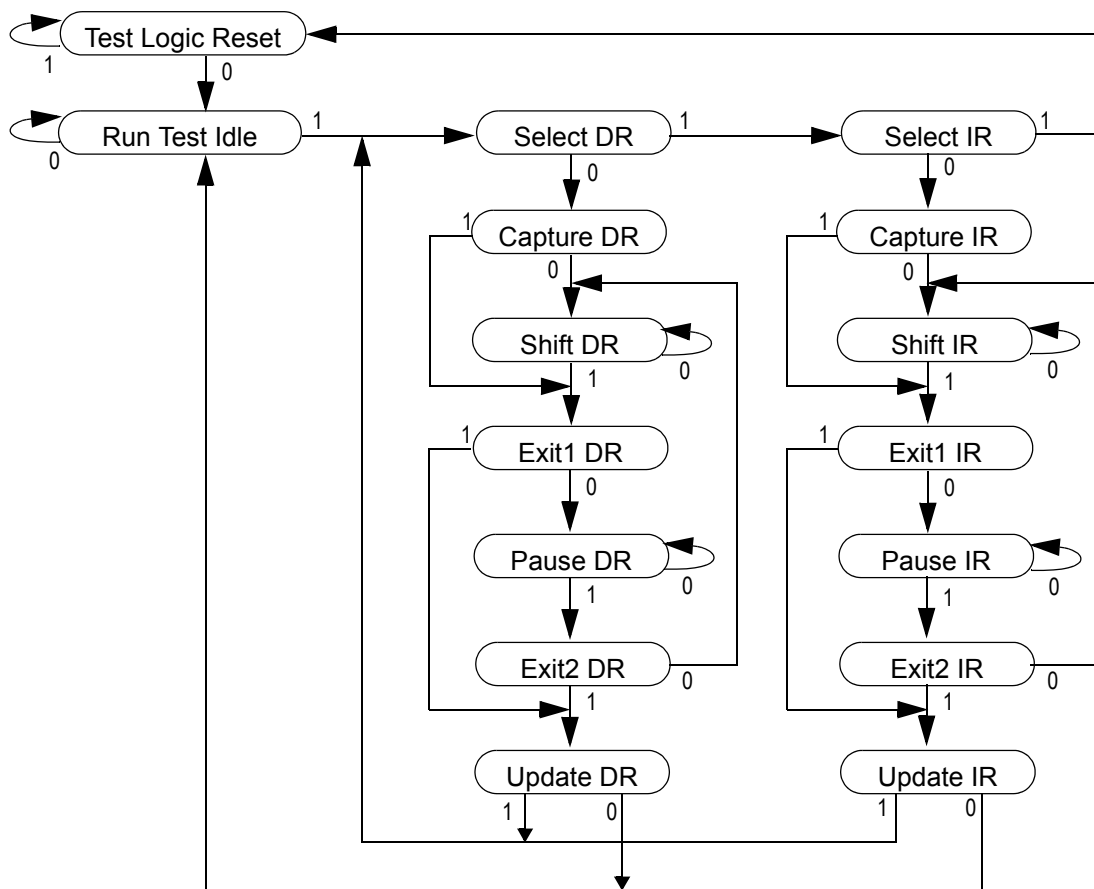 Test Logic Reset
1
0
Run Test Idle
1
0
Select DR
1
0
Select IR
1
0
Capture DR
1
0
Capture IR
1
0
Shift DR
0
1
Shift IR
0
1
Exit1 DR
1
0
Exit1 IR
1
0
Pause DR
0
1
Pause IR
0
1
Exit2 DR
0
1
Exit2 IR
0
1
Update DR
1
0
Update IR
1
0